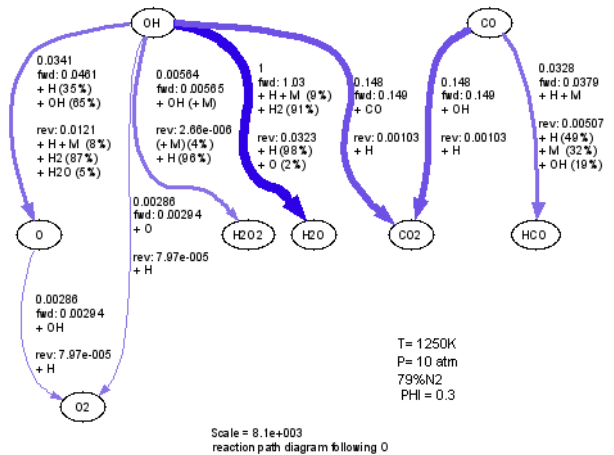 OH
CO
0.0341
fwd: 0.0461
+ H (35%)
+ OH (65%)
rev: 0.0121
+ H + M (8%)
+ H2 (87%)
+ H2O (5%)
0.00564
fwd: 0.00565
+ OH (+ M)
rev: 2.66e-006
(+ M) (4%)
+ H (96%)
1
fwd: 1.03
+ H + M (9%)
+ H2 (91%)
rev: 0.0323
+ H (98%)
+ O (2%)
0.148
fwd: 0.149
+ CO
rev: 0.00103
+ H
0.148
fwd: 0.149
+ OH
rev: 0.00103
+ H
0.0328
fwd: 0.0379
+ H + M
rev: 0.00507
+ H (49%)
+ M (32%)
+ OH (19%)
0.00286
fwd: 0.00294
+ O
rev: 7.97e-005
+ H
O
H2O2
H2O
CO2
HCO
0.00286
fwd: 0.00294
+ OH
rev: 7.97e-005
+ H
O2
T= 1250K
P= 10 atm
79%N2
PHI = 0.3
Scale = 8.1e+003
reaction path diagram following O